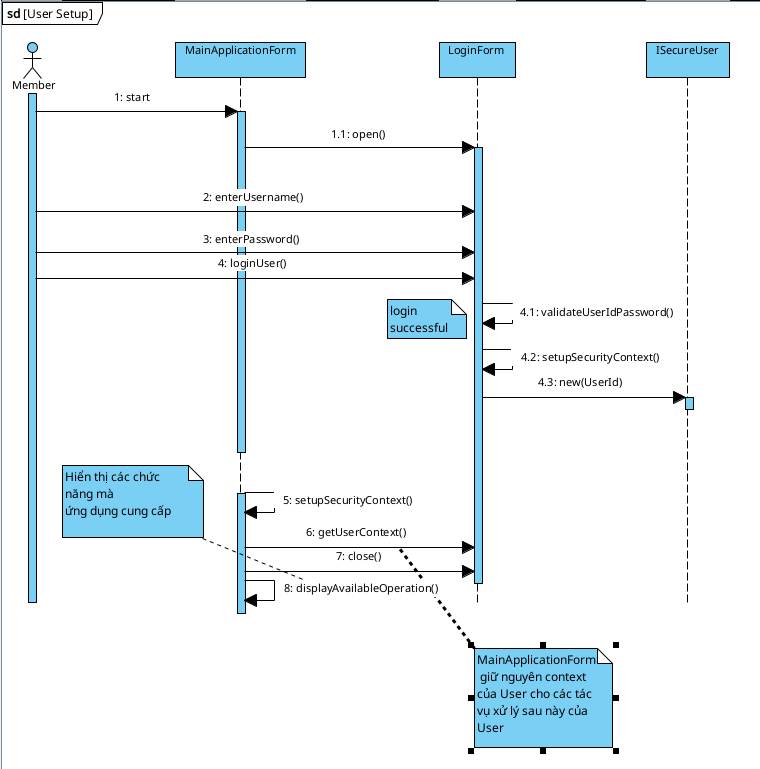 sd [User Setup]
Member
MainApplicationForm
LoginForm
ISecureUser
1: start
1.1: open()
2: enterUsername()
3: enterPassword()
4: loginUser()
login
successful
4.1: validateUserIdPassword()
4.2: setupSecurityContext()
4.3: new(UserId)
Hiển thị các chức
năng mà
ứng dụng cung cấp
5: setupSecurityContext()
6: getUserContext()
7: close()
8: displayAvailableOperation()
MainApplicationForm
giữ nguyên context
của User cho các tác
vụ xử lý sau này của
User